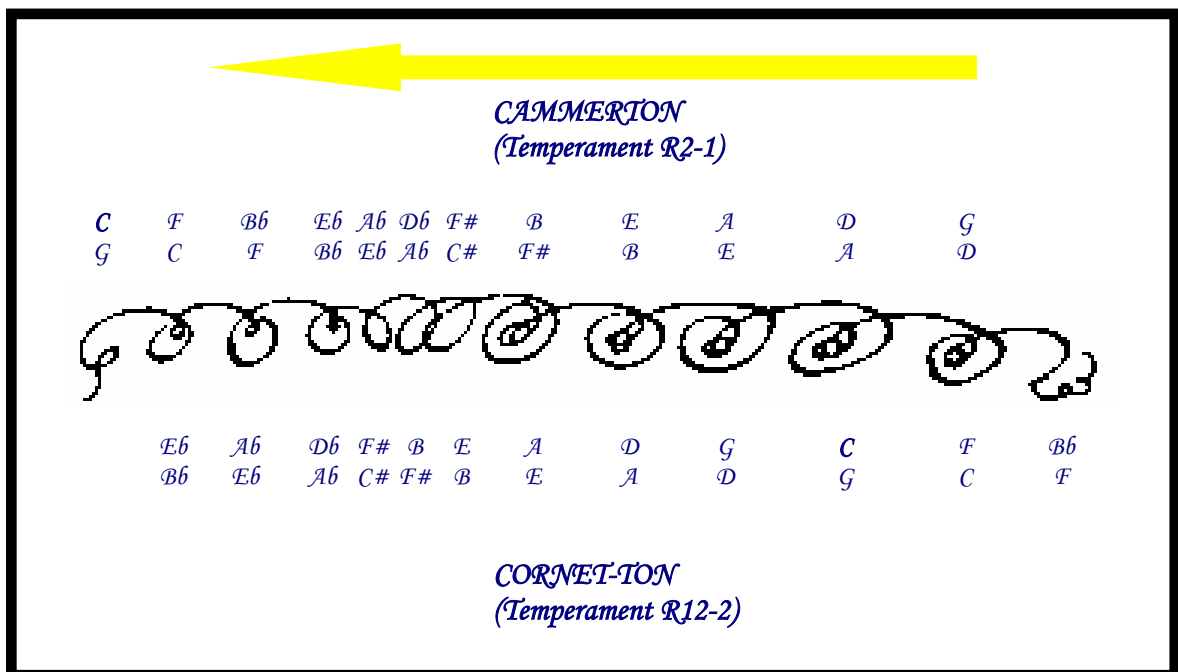 CAMMERTON
(Temperament R2-1)
C F Bb Eb Ab Db F# B E A D G
G C F Bb Eb Ab C# F# B E A D
Eb Ab Db F# B E A D G C F Bb
Bb Eb Ab C# F# B E A D G C F
CORNET-TON
(Temperament R12-2)